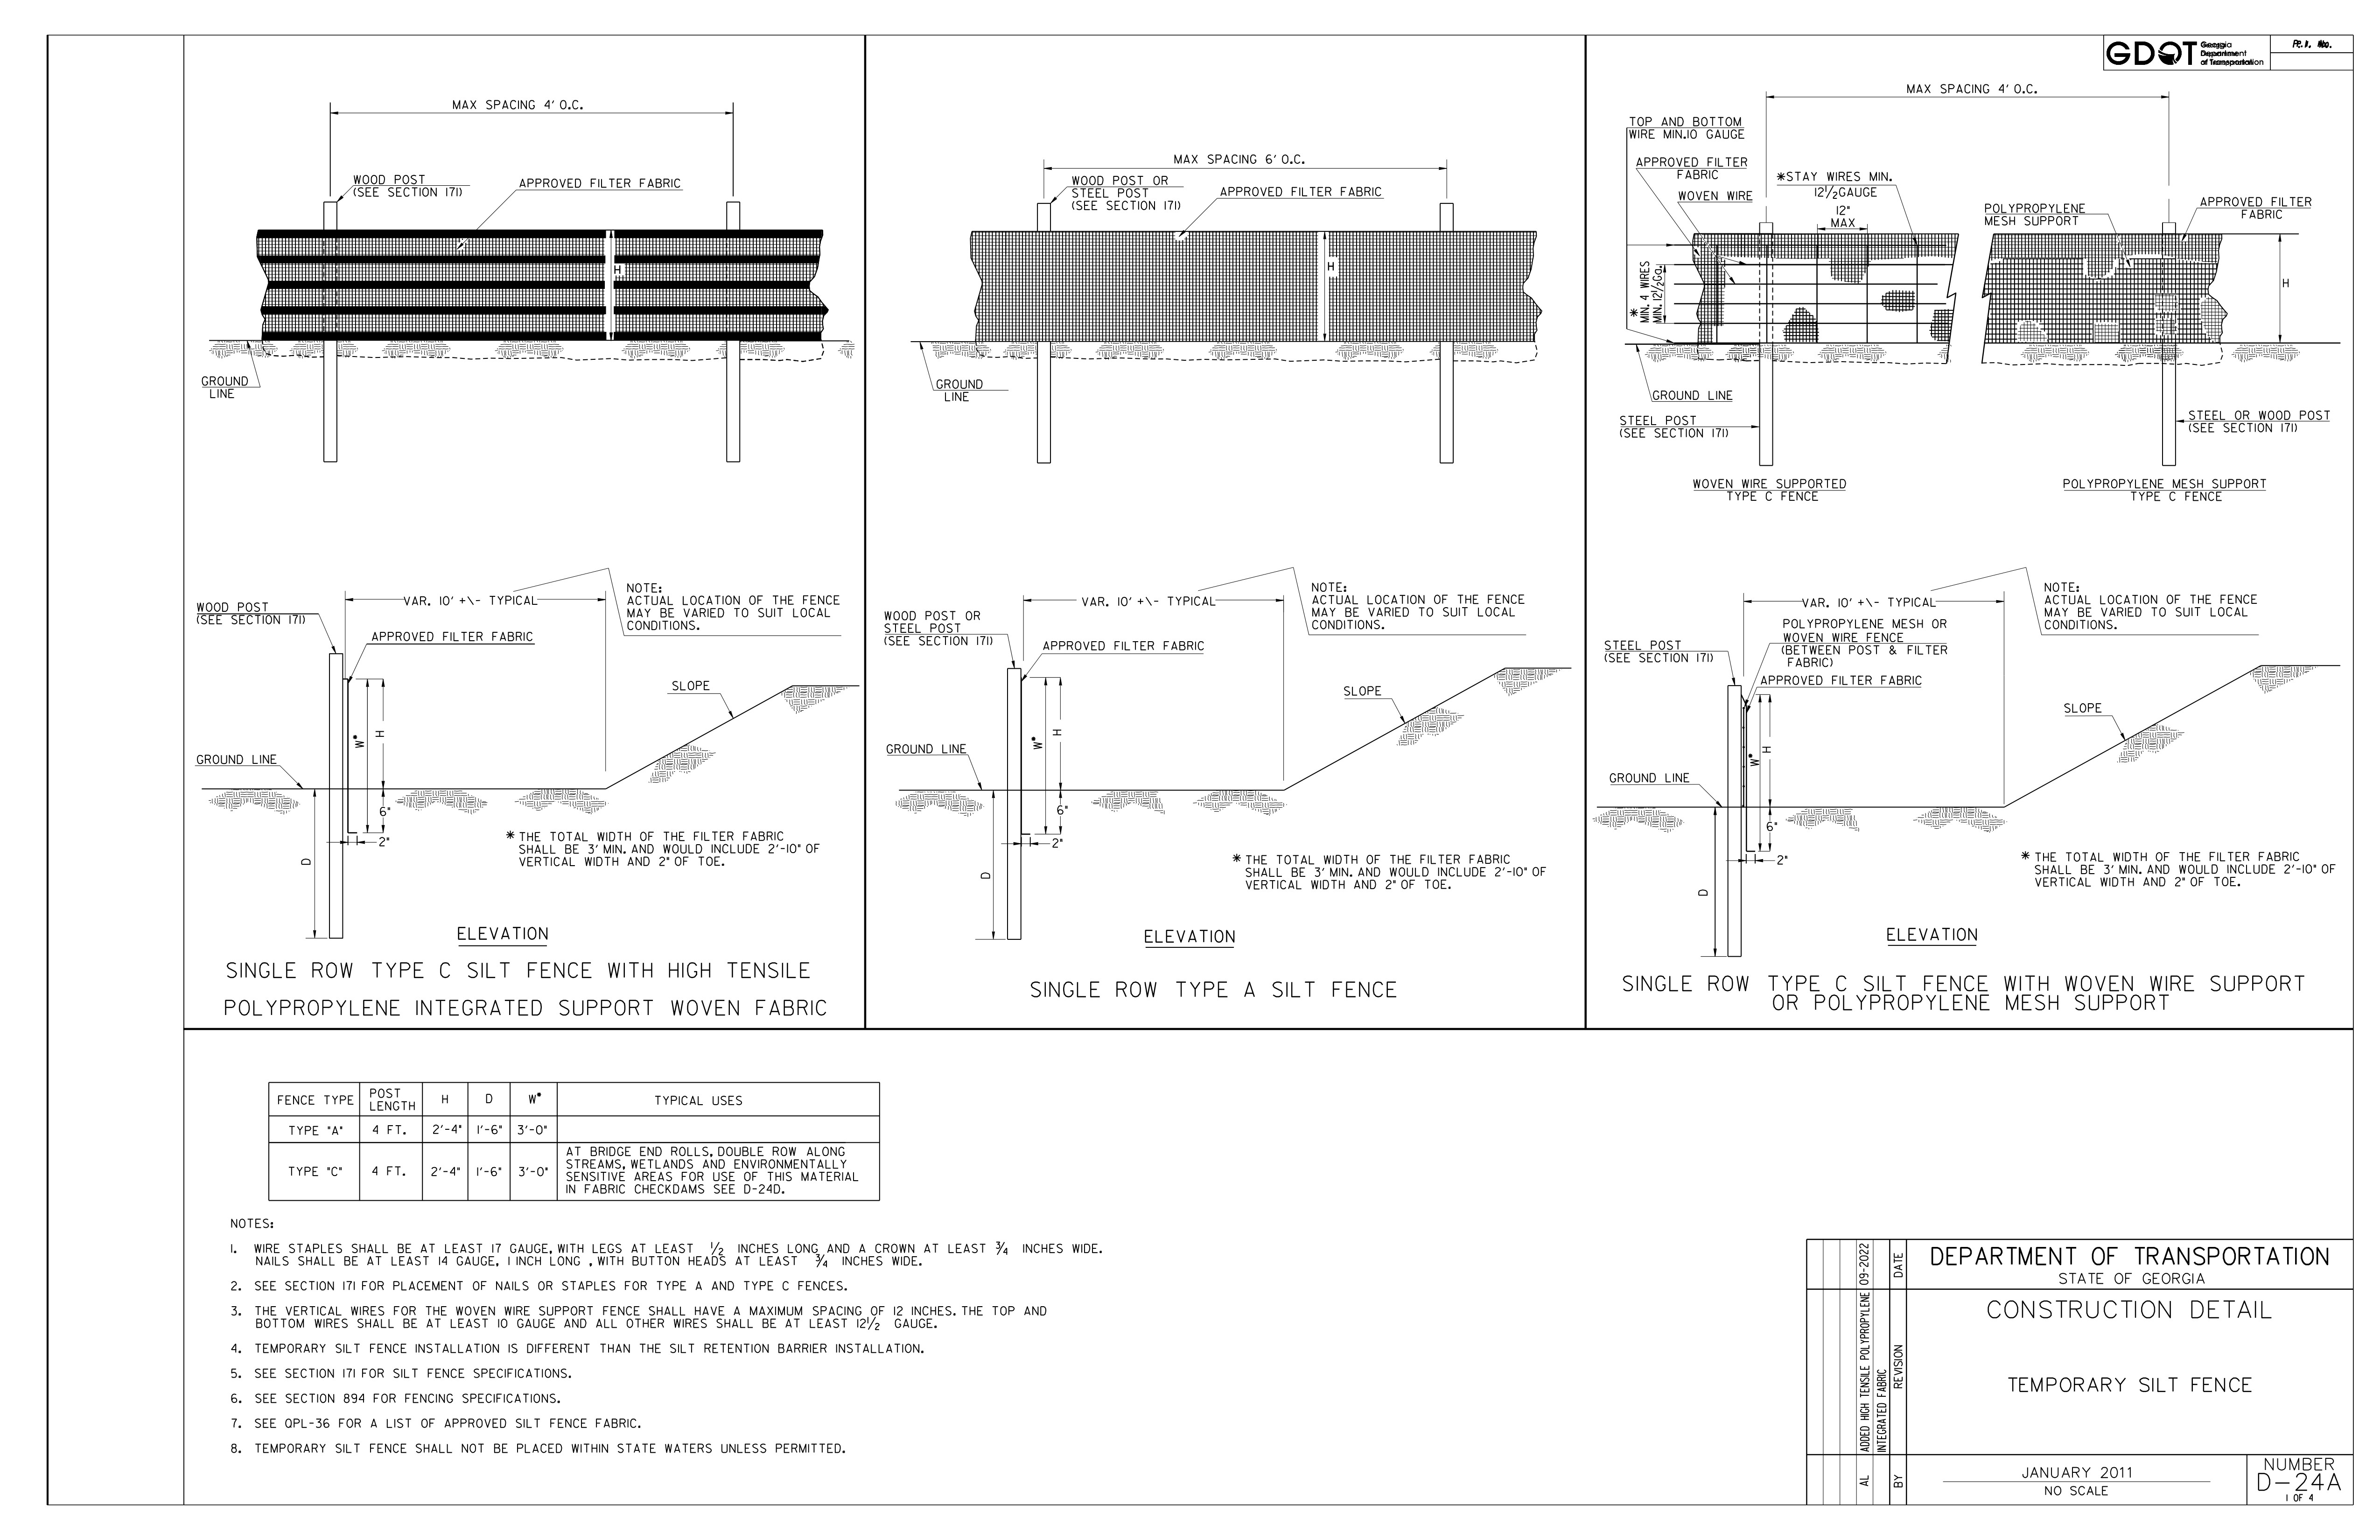 GDOT
Georgia
Department
of Transportation
P.I. No.
MAX SPACING 4' O.C.
WOOD POST
(SEE SECTION 171)
APPROVED FILTER FABRIC
H
GROUND
LINE
WOOD POST
(SEE SECTION 171)
VAR. 10' +\- TYPICAL
NOTE:
ACTUAL LOCATION OF THE FENCE
MAY BE VARIED TO SUIT LOCAL
CONDITIONS.
APPROVED FILTER FABRIC
SLOPE
W*
H
GROUND LINE
6"
2"
D
* THE TOTAL WIDTH OF THE FILTER FABRIC
SHALL BE 3' MIN. AND WOULD INCLUDE 2'-10" OF
VERTICAL WIDTH AND 2" OF TOE.
ELEVATION
SINGLE ROW TYPE C SILT FENCE WITH HIGH TENSILE
POLYPROPYLENE INTEGRATED SUPPORT WOVEN FABRIC
MAX SPACING 6' O.C.
WOOD POST OR
STEEL POST
(SEE SECTION 171)
APPROVED FILTER FABRIC
H
GROUND
LINE
WOOD POST OR
STEEL POST
(SEE SECTION 171)
VAR. 10' +\- TYPICAL
NOTE:
ACTUAL LOCATION OF THE FENCE
MAY BE VARIED TO SUIT LOCAL
CONDITIONS.
APPROVED FILTER FABRIC
SLOPE
W*
H
GROUND LINE
6"
2"
D
* THE TOTAL WIDTH OF THE FILTER FABRIC
SHALL BE 3' MIN. AND WOULD INCLUDE 2'-10" OF
VERTICAL WIDTH AND 2" OF TOE.
ELEVATION
SINGLE ROW TYPE A SILT FENCE
MAX SPACING 4' O.C.
TOP AND BOTTOM
WIRE MIN.10 GAUGE
APPROVED FILTER
FABRIC
WOVEN WIRE
*STAY WIRES MIN.
12 1/2 GAUGE
12"
MAX
POLYPROPYLENE
MESH SUPPORT
APPROVED FILTER
FABRIC
* MIN. 4 WIRES
MIN. 12 1/2 Ga.
H
GROUND LINE
STEEL POST
(SEE SECTION 171)
STEEL OR WOOD POST
(SEE SECTION 171)
WOVEN WIRE SUPPORTED
TYPE C FENCE
POLYPROPYLENE MESH SUPPORT
TYPE C FENCE
VAR. 10' +\- TYPICAL
NOTE:
ACTUAL LOCATION OF THE FENCE
MAY BE VARIED TO SUIT LOCAL
CONDITIONS.
POLYPROPYLENE MESH OR
WOVEN WIRE FENCE
(BETWEEN POST & FILTER
FABRIC)
STEEL POST
(SEE SECTION 171)
APPROVED FILTER FABRIC
SLOPE
W*
H
GROUND LINE
6"
2"
D
* THE TOTAL WIDTH OF THE FILTER FABRIC
SHALL BE 3' MIN. AND WOULD INCLUDE 2'-10" OF
VERTICAL WIDTH AND 2" OF TOE.
ELEVATION
SINGLE ROW TYPE C SILT FENCE WITH WOVEN WIRE SUPPORT
OR POLYPROPYLENE MESH SUPPORT
FENCE TYPE POST LENGTH H D W* TYPICAL USES
TYPE "A" 4 FT. 2'-4" 1'-6" 3'-0"
TYPE "C" 4 FT. 2'-4" 1'-6" 3'-0"
AT BRIDGE END ROLLS, DOUBLE ROW ALONG
STREAMS, WETLANDS AND ENVIRONMENTALLY
SENSITIVE AREAS FOR USE OF THIS MATERIAL
IN FABRIC CHECKDAMS SEE D-24D.
NOTES:
1. WIRE STAPLES SHALL BE AT LEAST 17 GAUGE, WITH LEGS AT LEAST 1/2 INCHES LONG AND A CROWN AT LEAST 3/4 INCHES WIDE.
NAILS SHALL BE AT LEAST 14 GAUGE, 1 INCH LONG , WITH BUTTON HEADS AT LEAST 3/4 INCHES WIDE.
2. SEE SECTION 171 FOR PLACEMENT OF NAILS OR STAPLES FOR TYPE A AND TYPE C FENCES.
3. THE VERTICAL WIRES FOR THE WOVEN WIRE SUPPORT FENCE SHALL HAVE A MAXIMUM SPACING OF 12 INCHES. THE TOP AND
BOTTOM WIRES SHALL BE AT LEAST 10 GAUGE AND ALL OTHER WIRES SHALL BE AT LEAST 12 1/2 GAUGE.
4. TEMPORARY SILT FENCE INSTALLATION IS DIFFERENT THAN THE SILT RETENTION BARRIER INSTALLATION.
5. SEE SECTION 171 FOR SILT FENCE SPECIFICATIONS.
6. SEE SECTION 894 FOR FENCING SPECIFICATIONS.
7. SEE QPL-36 FOR A LIST OF APPROVED SILT FENCE FABRIC.
8. TEMPORARY SILT FENCE SHALL NOT BE PLACED WITHIN STATE WATERS UNLESS PERMITTED.
09-2022
ADDED HIGH TENSILE POLYPROPYLENE
INTEGRATED FABRIC
AL
DATE
REVISION
BY
DEPARTMENT OF TRANSPORTATION
STATE OF GEORGIA
CONSTRUCTION DETAIL
TEMPORARY SILT FENCE
JANUARY 2011
NO SCALE
NUMBER
D-24A
1 OF 4